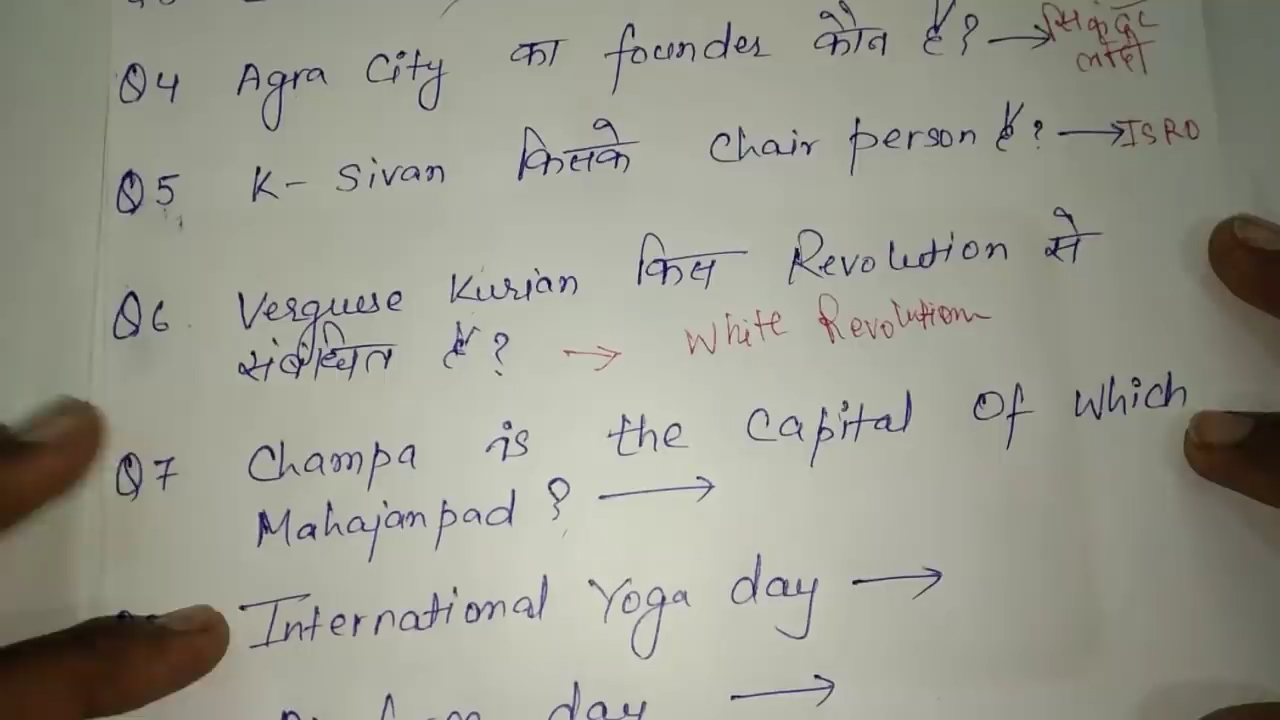 Q4 Agra City का founder कौन है? → सिकंदर
लोदी
Q5 K- Sivan किसके Chair person है? → ISRO
Q6 Verguese Kurian किस Revolution से
संबंधित है? → White Revolution
Q7 Champa is the Capital Of Which
Mahajanpad ? →
International Yoga day →
day →